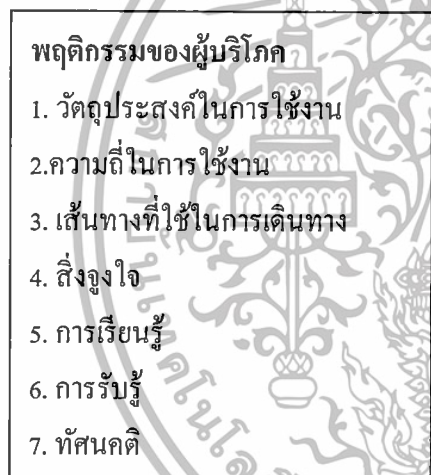 พฤติกรรมของผู้บริโภค
1. วัตถุประสงค์ในการใช้งาน
2.ความถี่ในการใช้งาน
3. เส้นทางที่ใช้ในการเดินทาง
4. สิ่งจูงใจ
5. การเรียนรู้
6. การรับรู้
7. ทัศนคติ